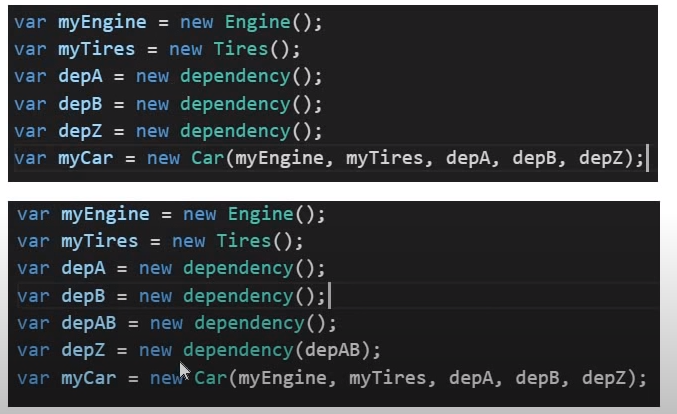 var myEngine = new Engine();
var myTires = new Tires();
var depA = new dependency();
var depB = new dependency();
var depZ = new dependency();
var myCar = new Car(myEngine, myTires, depA, depB, depZ);
var myEngine = new Engine();
var myTires = new Tires();
var depA = new dependency();
var depB = new dependency();
var depAB = new dependency();
var depZ = new dependency(depAB);
var myCar = new Car(myEngine, myTires, depA, depB, depZ);